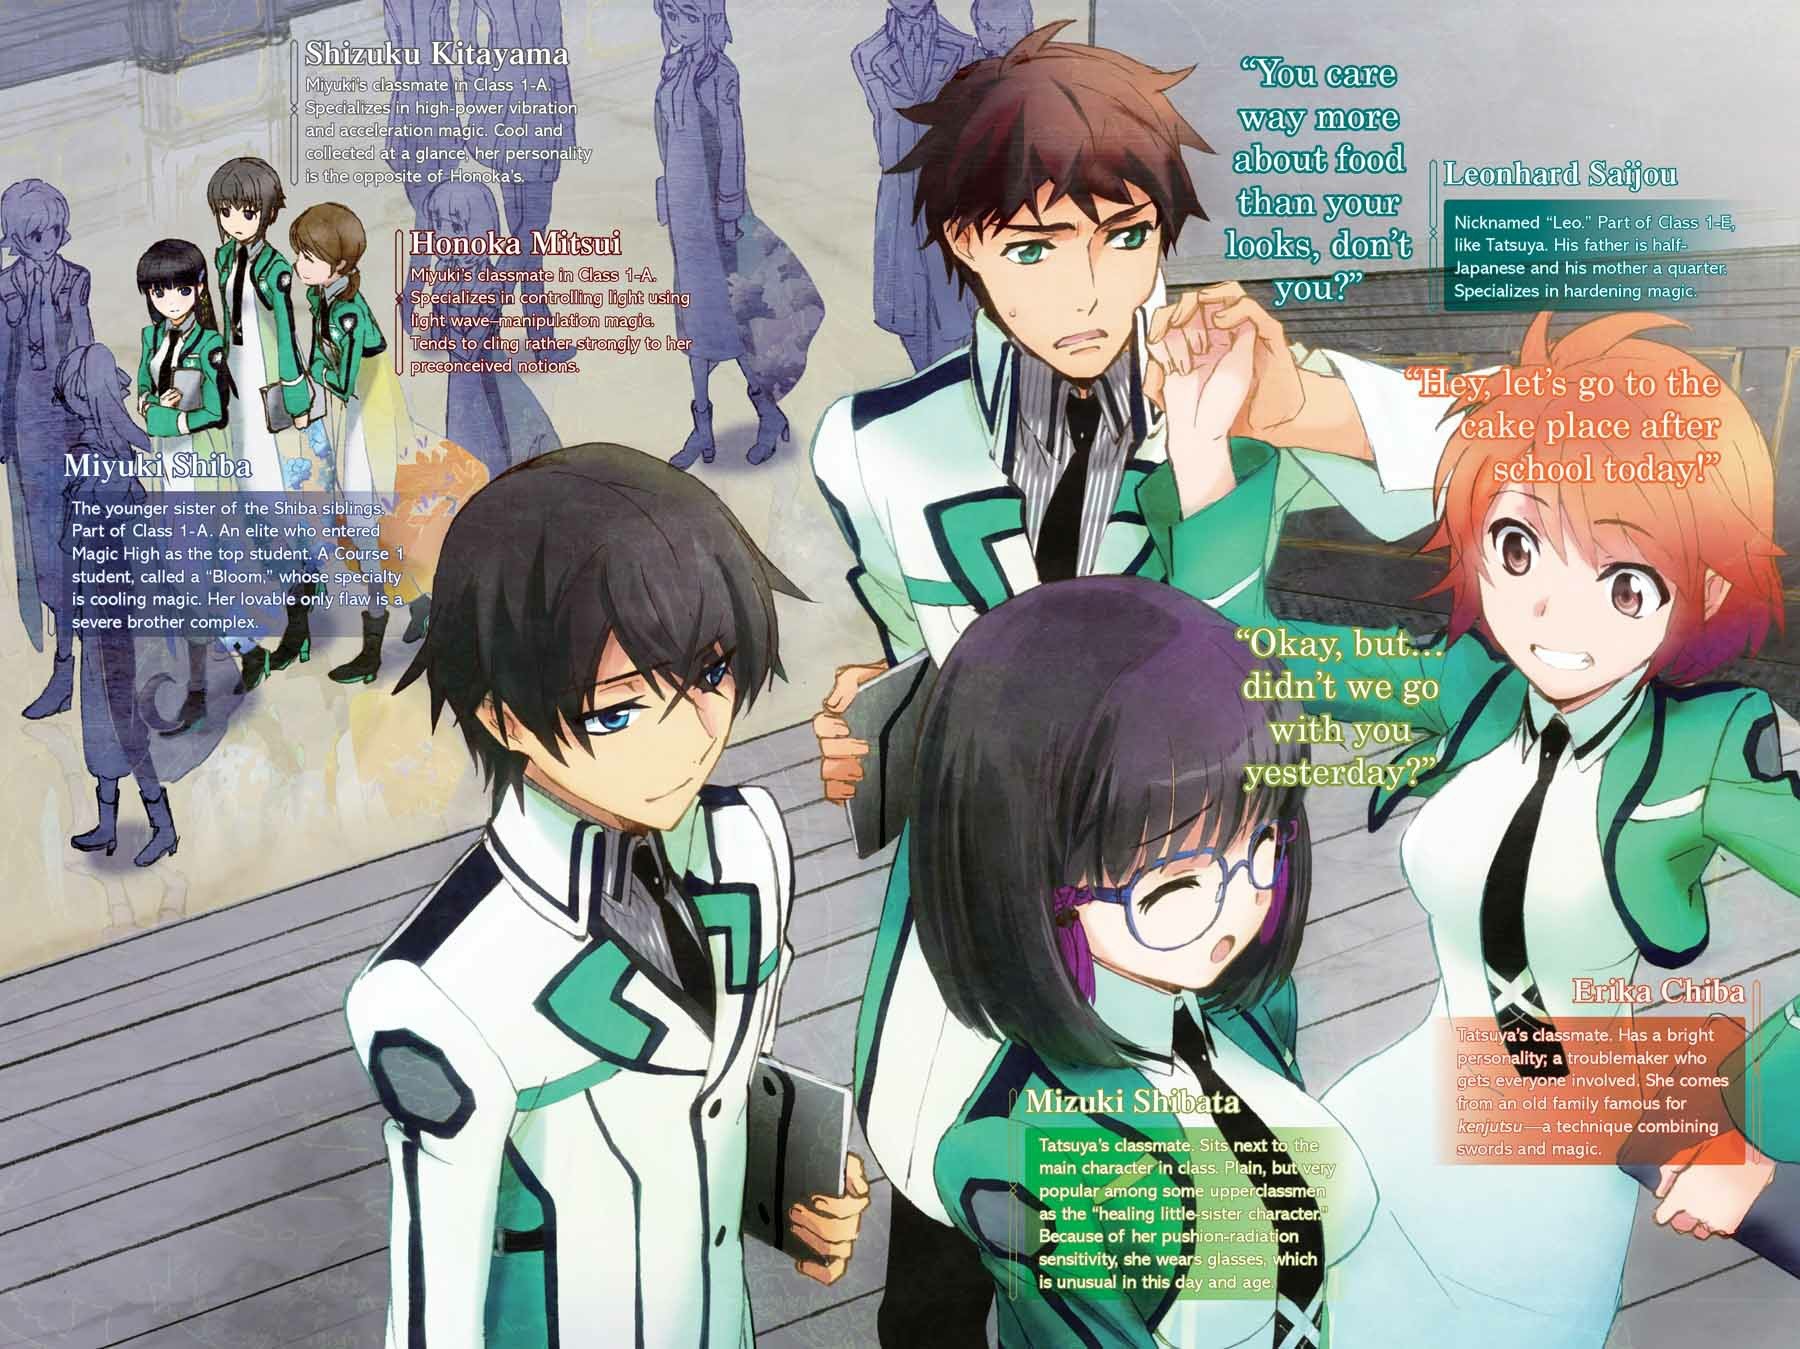 Shizuku Kitayama
Miyuki's classmate in Class 1-A.
Specializes in high-power vibration
and acceleration magic. Cool and
collected at a glance, her personality
is the opposite of Honoka's.
Honoka Mitsui
Miyuki's classmate in Class 1-A.
Specializes in controlling light using
light wave–manipulation magic.
Tends to cling rather strongly to her
preconceived notions.
Miyuki Shiba
The younger sister of the Shiba siblings.
Part of Class 1-A. An elite who entered
Magic High as the top student. A Course 1
student, called a “Bloom,” whose specialty
is cooling magic. Her lovable only flaw is a
severe brother complex.
“You care
way more
about food
than your
looks, don't
you?”
Leonhard Saijou
Nicknamed “Leo.” Part of Class 1-E,
like Tatsuya. His father is half-
Japanese and his mother a quarter.
Specializes in hardening magic.
“Hey, let's go to the
cake place after
school today!”
“Okay, but...
didn't we go
with you
yesterday?”
Erika Chiba
Tatsuya's classmate. Has a bright
personality; a troublemaker who
gets everyone involved. She comes
from an old family famous for
kenjutsu—a technique combining
swords and magic.
Mizuki Shibata
Tatsuya's classmate. Sits next to the
main character in class. Plain, but very
popular among some upperclassmen
as the “healing little-sister character.”
Because of her pushion-radiation
sensitivity, she wears glasses, which
is unusual in this day and age.